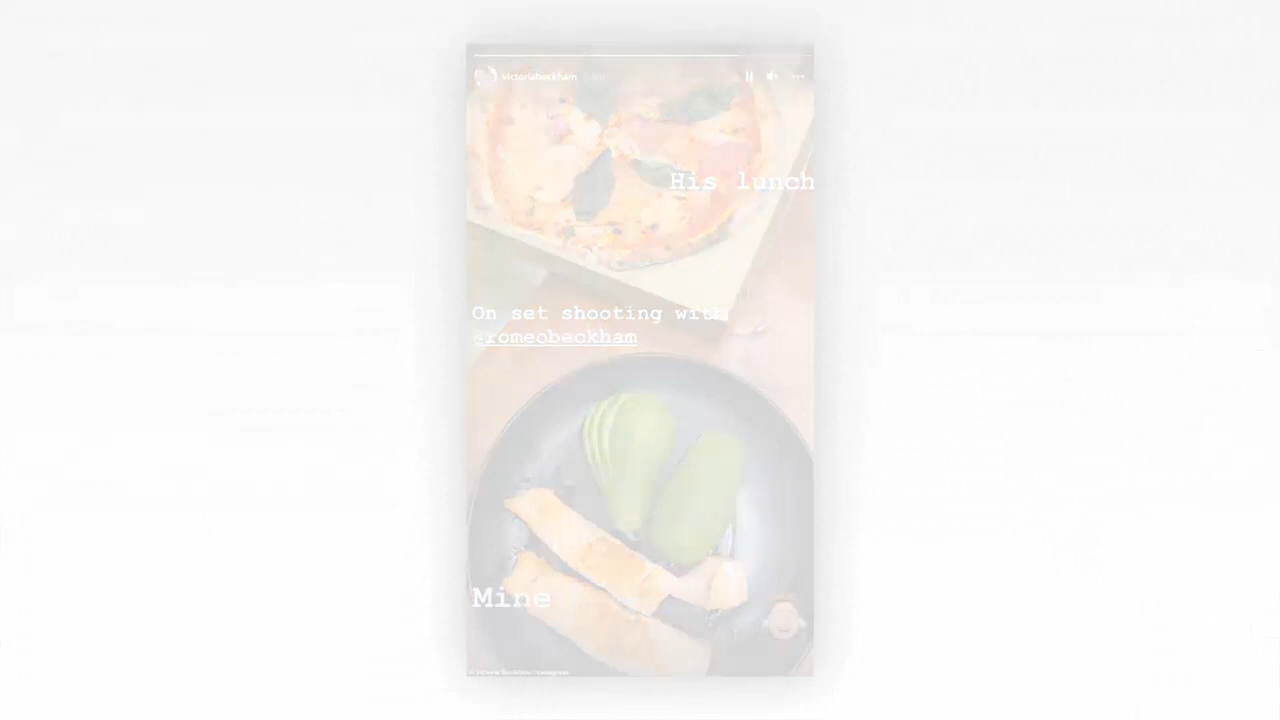 victoriabeckham
His lunch
On set shooting with
@romeobeckham
Mine